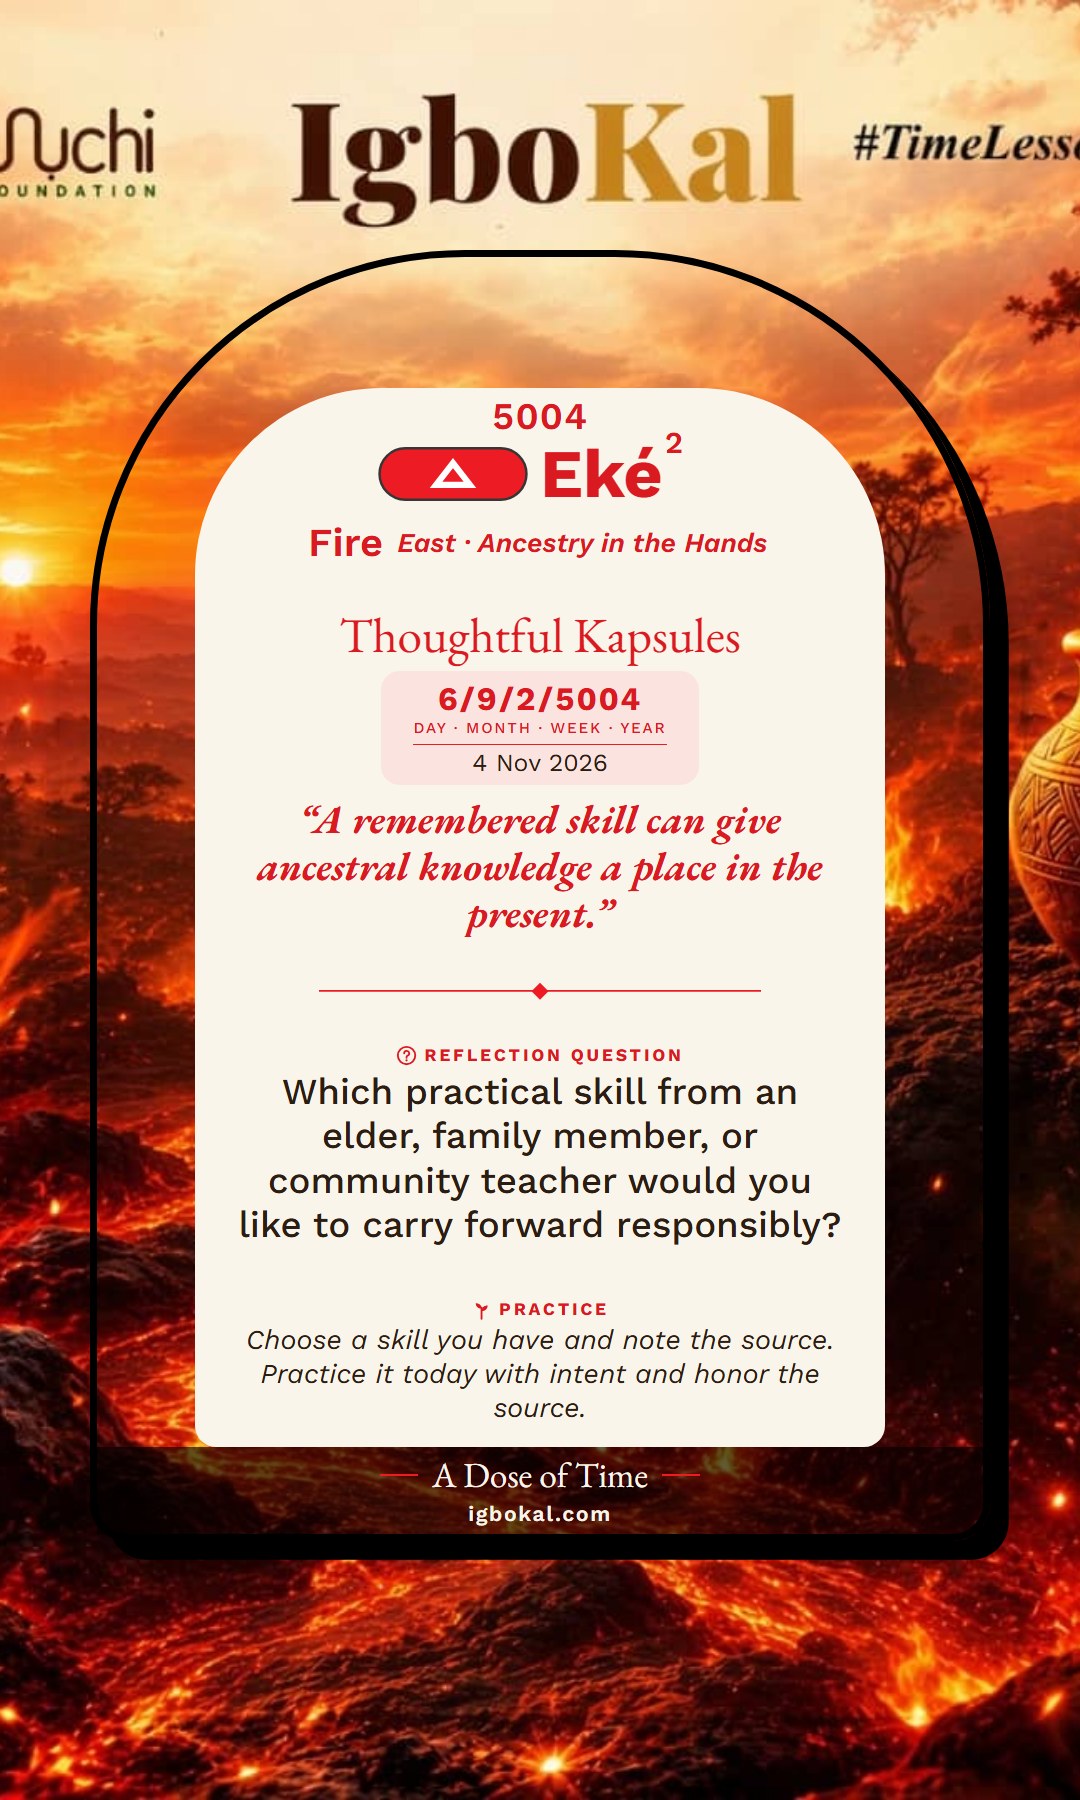 Ụchi
OUNDATION
IgboKal
#TimeLess
5004
Eké²
Fire East · Ancestry in the Hands
Thoughtful Kapsules
6/9/2/5004
DAY · MONTH · WEEK · YEAR
4 Nov 2026
“A remembered skill can give
ancestral knowledge a place in the
present.”
REFLECTION QUESTION
Which practical skill from an
elder, family member, or
community teacher would you
like to carry forward responsibly?
PRACTICE
Choose a skill you have and note the source.
Practice it today with intent and honor the
source.
A Dose of Time
igbokal.com